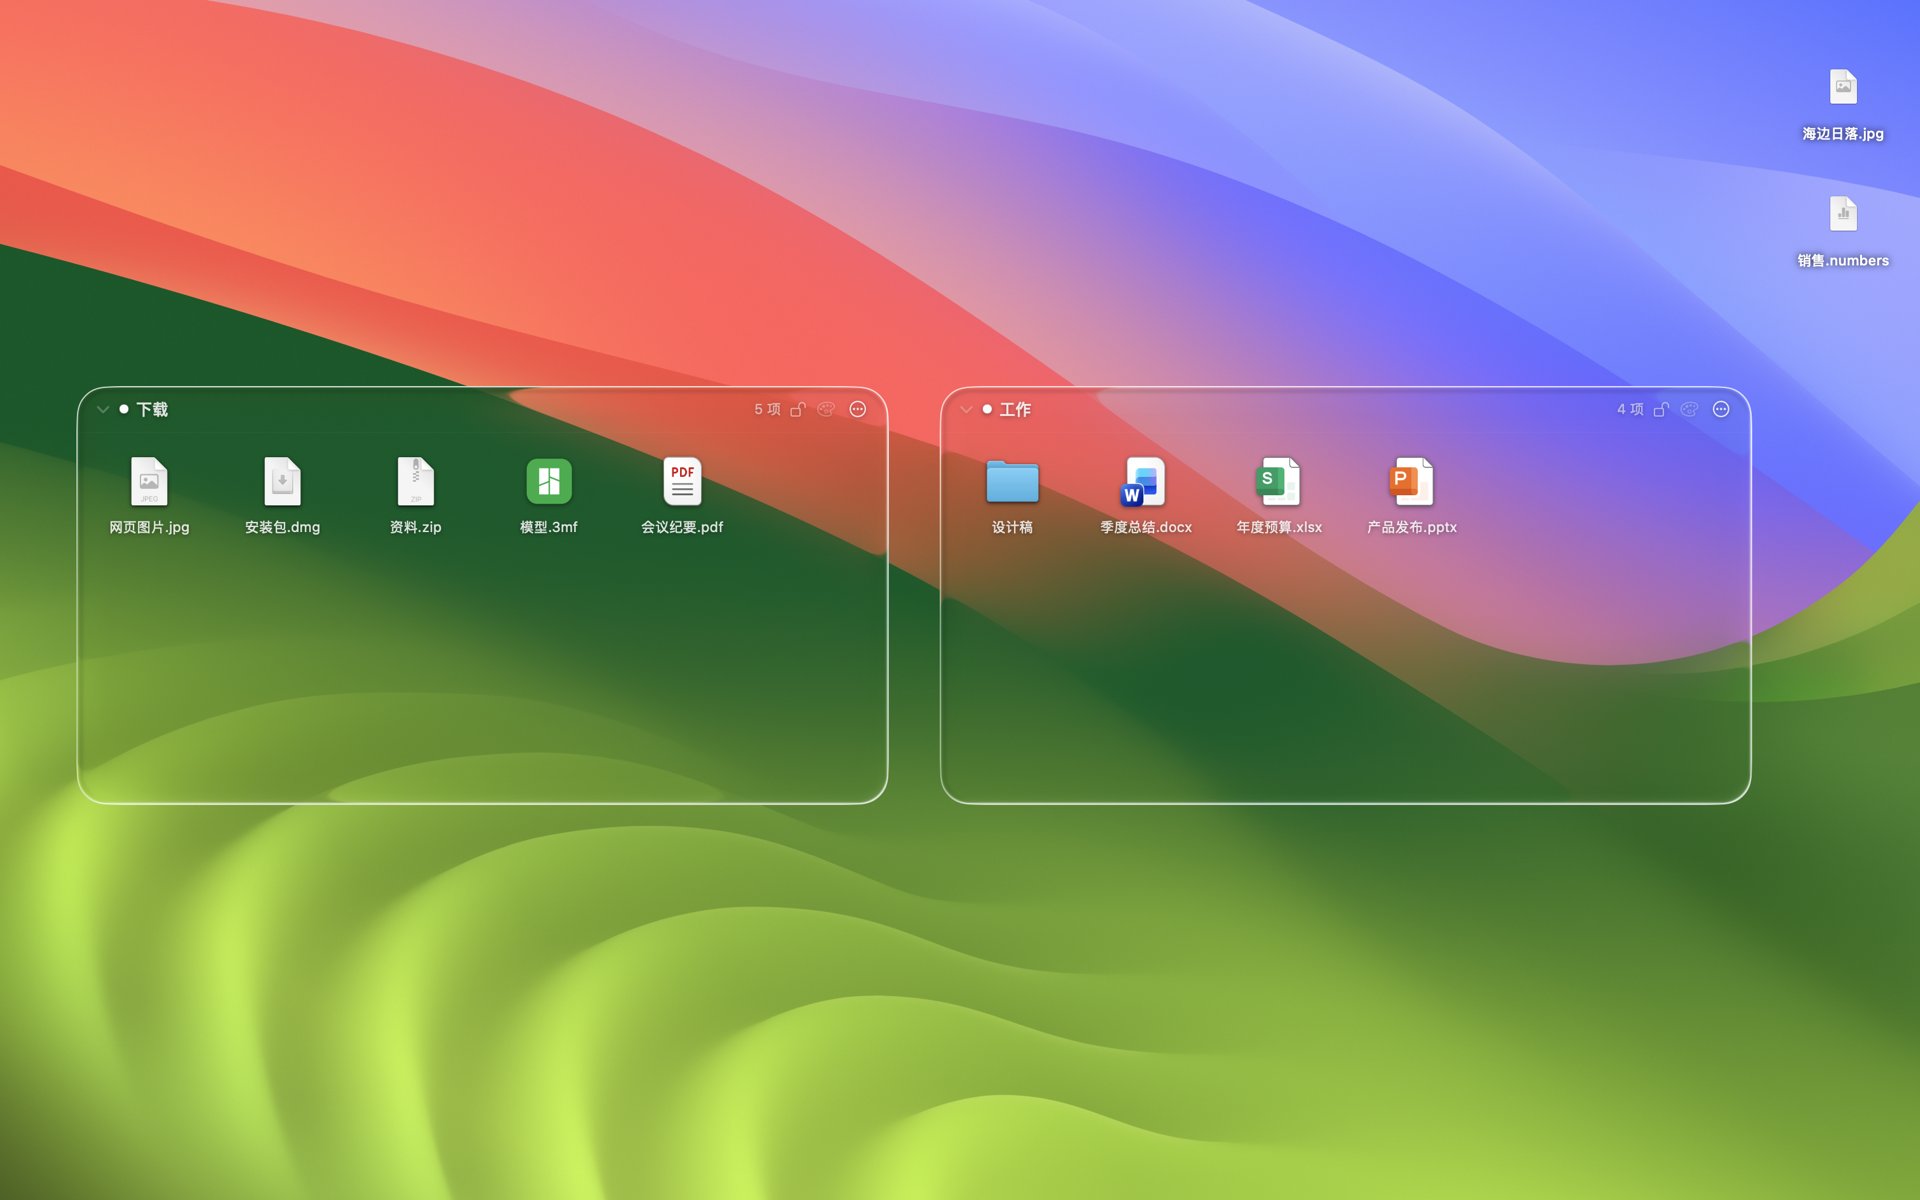 海边日落.jpg
销售.numbers
下载
5 项
JPEG
网页图片.jpg
安装包.dmg
ZIP
资料.zip
模型.3mf
PDF
会议纪要.pdf
工作
4 项
设计稿
W
季度总结.docx
S
年度预算.xlsx
P
产品发布.pptx